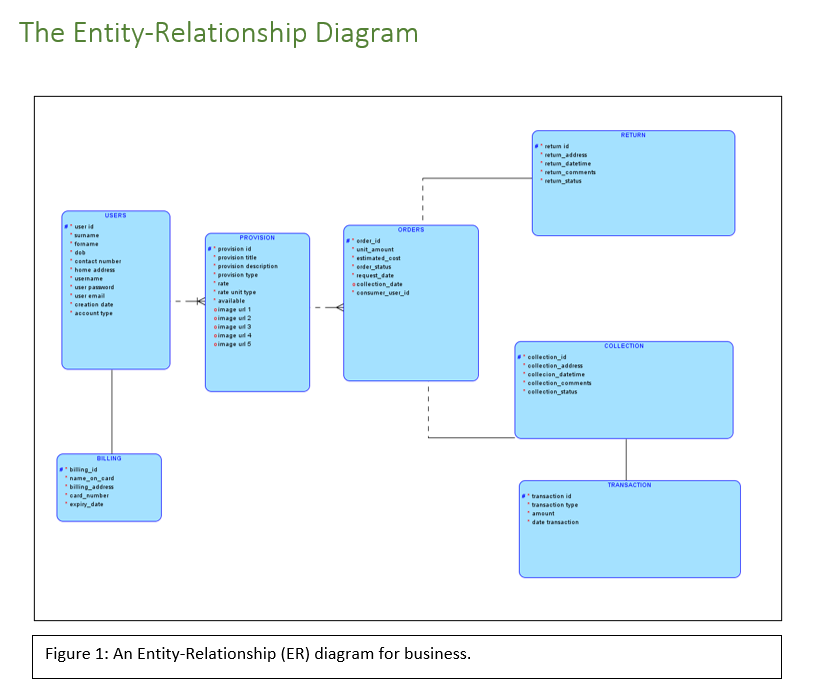 The Entity-Relationship Diagram
RETURN
# * return id
* return_address
* return_datetime
* return_comments
* return_status
USERS
# * user id
* surname
* forname
* dob
* contact number
* home address
* username
* user password
* user email
* creation date
* account type
PROVISION
# * provision id
* provision title
* provision description
* provision type
* rate
* rate unit type
* available
o image url 1
o image url 2
o image url 3
o image url 4
o image url 5
ORDERS
# * order_id
* unit_amount
* estimated_cost
* order_status
* request_date
o collection_date
* consumer_user_id
COLLECTION
# * collection_id
* collection_address
* collecion_datetime
* collection_comments
* collection_status
BILLING
# * billing_id
* name_on_card
* billing_address
* card_number
* expiry_date
TRANSACTION
# * transaction id
* transaction type
* amount
* date transaction
Figure 1: An Entity-Relationship (ER) diagram for business.